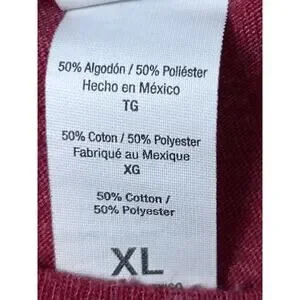 50% Algodón / 50% Poliéster
Hecho en México
TG
50% Coton / 50% Polyester
Fabriqué au Mexique
XG
50% Cotton /
50% Polyester
XL